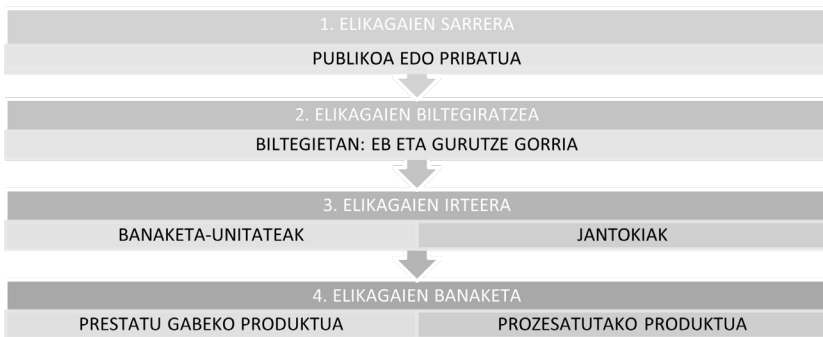 1. ELIKAGAIEN SARRERA
PUBLIKOA EDO PRIBATUA
2. ELIKAGAIEN BILTEGIRATZEA
BILTEGIETAN: EB ETA GURUTZE GORRIA
3. ELIKAGAIEN IRTEERA
BANAKETA-UNITATEAK JANTOKIAK
4. ELIKAGAIEN BANAKETA
PRESTATU GABEKO PRODUKTUA PROZESATUTAKO PRODUKTUA